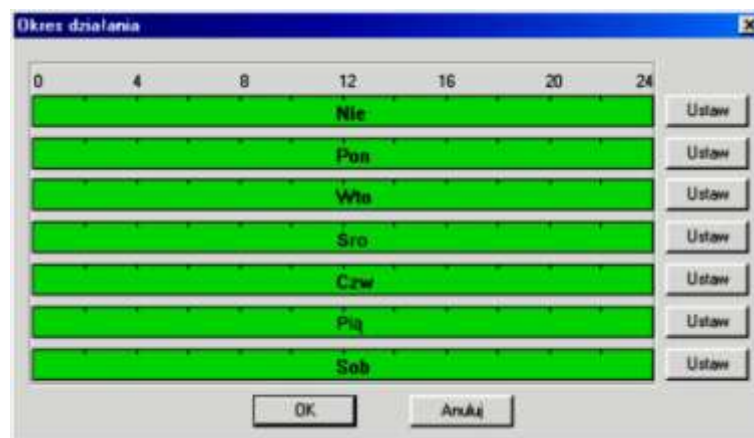 Okres działania
0 4 8 12 16 20 24
Nie Ustaw
Pon Ustaw
Wto Ustaw
Sro Ustaw
Czw Ustaw
Pią Ustaw
Sob Ustaw
OK Anuluj